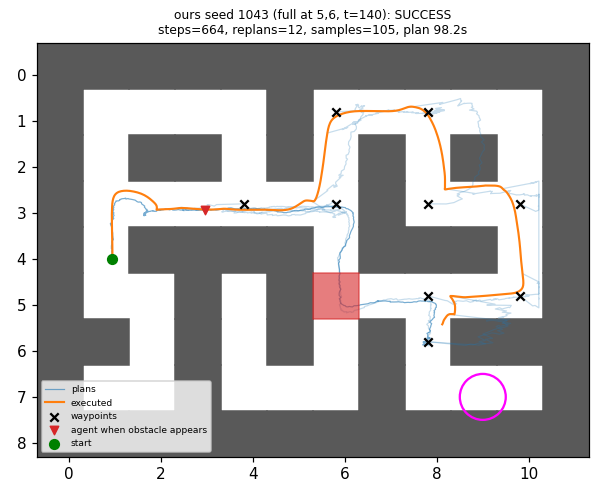 ours seed 1043 (full at 5,6, t=140): SUCCESS
steps=664, replans=12, samples=105, plan 98.2s
0
1
2
3
4
5
6
7
8
plans
executed
waypoints
agent when obstacle appears
start
0 2 4 6 8 10